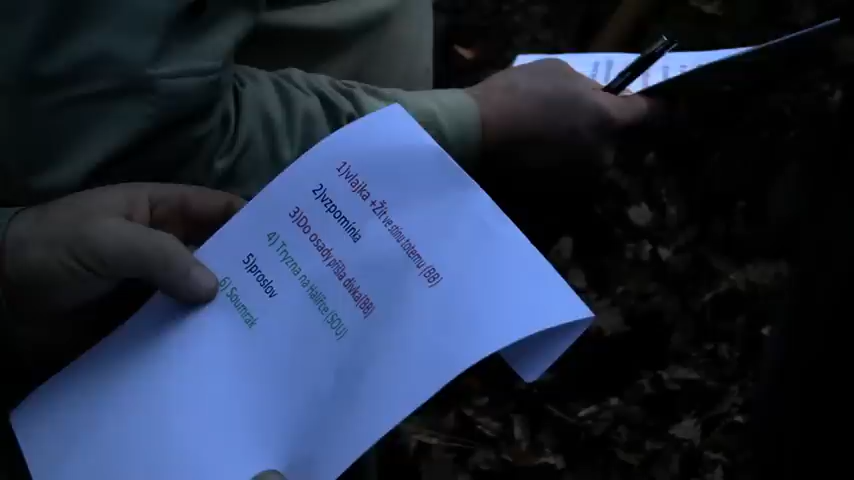 1)vlajka +Žít ve stínu totemu (BB)
2)vzpomínka
3)Do osady přišla dívka(BB)
4) Tryzna na Halířce (SOU)
5)proslov
6) Soumrak